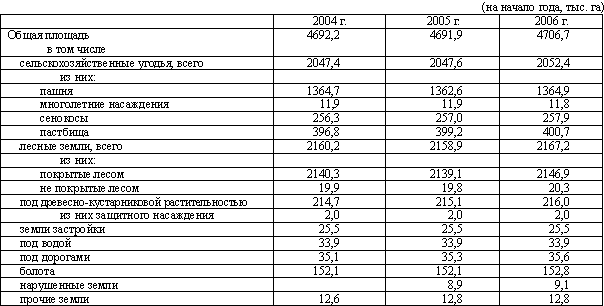 (на начало года, тыс. га)
2004 г. 2005 г. 2006 г.
Общая площадь 4692,2 4691,9 4706,7
в том числе
сельскохозяйственные угодья, всего 2047,4 2047,6 2052,4
из них:
пашня 1364,7 1362,6 1364,9
многолетние насаждения 11,9 11,9 11,8
сенокосы 256,3 257,0 257,9
пастбища 396,8 399,2 400,7
лесные земли, всего 2160,2 2158,9 2167,2
из них:
покрытые лесом 2140,3 2139,1 2146,9
не покрытые лесом 19,9 19,8 20,3
под древесно-кустарниковой растительностью 214,7 215,1 216,0
из них защитного насаждения 2,0 2,0 2,0
земли застройки 25,5 25,5 25,5
под водой 33,9 33,9 33,9
под дорогами 35,1 35,3 35,6
болота 152,1 152,1 152,8
нарушенные земли 8,9 9,1
прочие земли 12,6 12,8 12,8